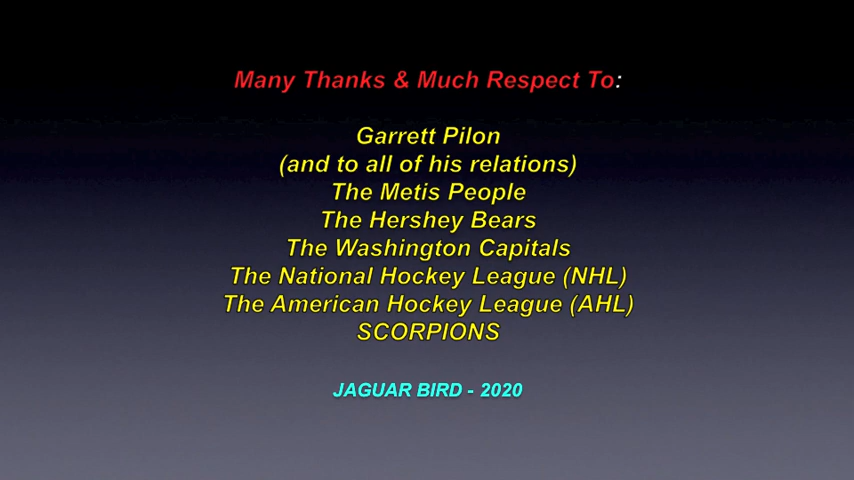 Many Thanks & Much Respect To:
Garrett Pilon
(and to all of his relations)
The Metis People
The Hershey Bears
The Washington Capitals
The National Hockey League (NHL)
The American Hockey League (AHL)
SCORPIONS
JAGUAR BIRD - 2020